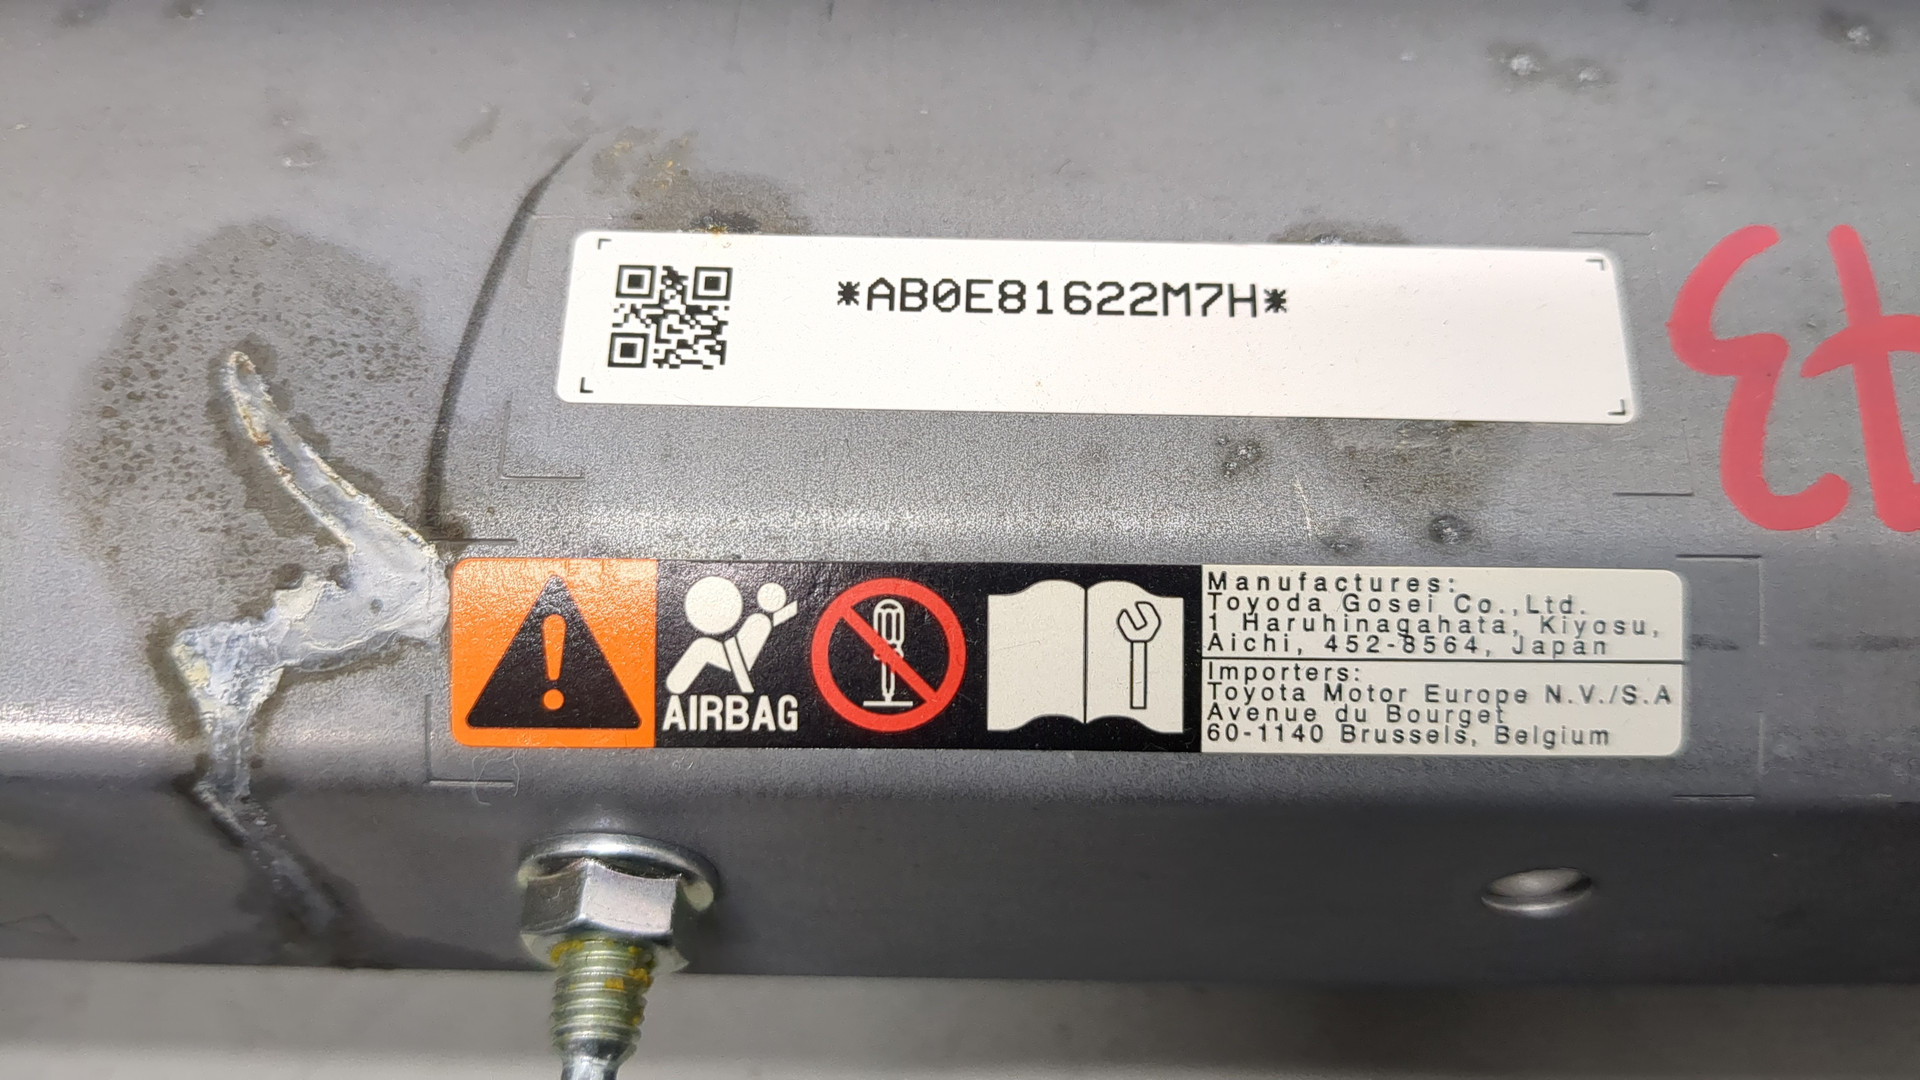 *AB0E81622M7H*
43
AIRBAG
Manufactures:
Toyoda Gosei Co.,Ltd.
1 Haruhinagahata, Kiyosu,
Aichi, 452-8564, Japan
Importers:
Toyota Motor Europe N.V./S.A
Avenue du Bourget
60-1140 Brussels, Belgium